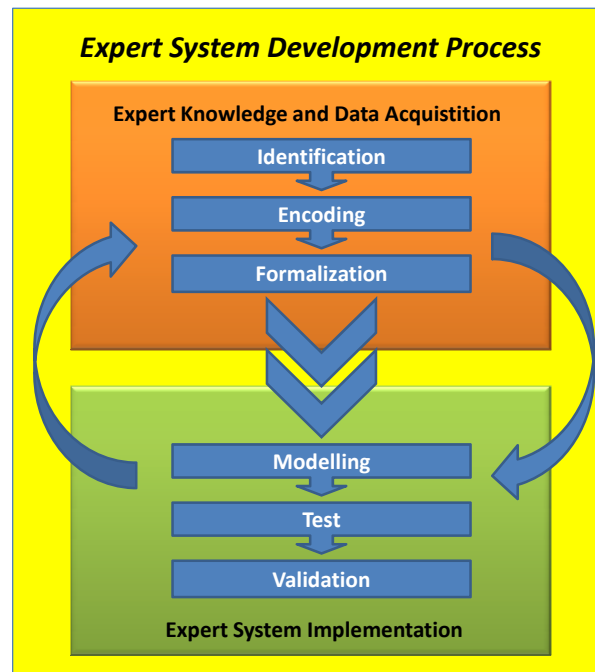 Expert System Development Process
Expert Knowledge and Data Acquistition
Identification
Encoding
Formalization
Modelling
Test
Validation
Expert System Implementation